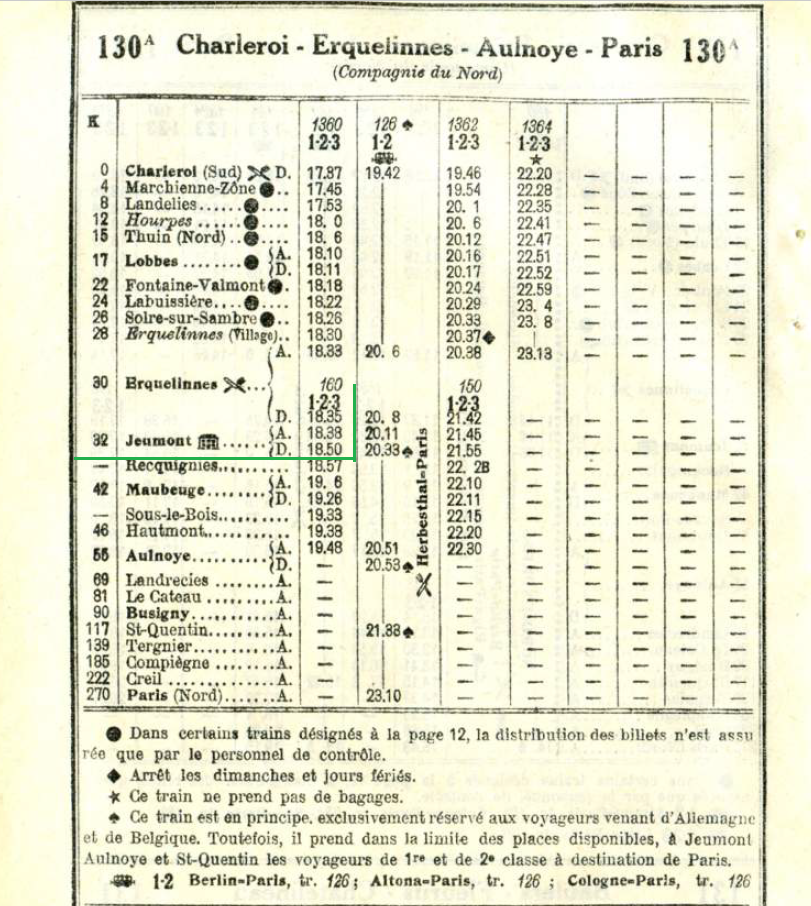 130A Charleroi - Erquelinnes - Aulnoye - Paris 130A
(Compagnie du Nord)
K 1360 126 ♠ 1362 1364
1-2-3 1-2 1-2-3 1-2-3
★
0 Charleroi (Sud) D. 17.37 19.42 19.46 22.20 — — — —
4 Marchienne-Zône ●.. 17.45 19.54 22.28 — — — —
8 Landelies......●.... 17.53 20. 1 22.35 — — — —
12 Hourpes ......●.... 18. 0 20. 6 22.41 — — — —
15 Thuin (Nord) ..●.... 18. 6 20.12 22.47 — — — —
17 Lobbes .......● A. 18.10 20.16 22.51 — — — —
D. 18.11 20.17 22.52 — — — —
22 Fontaine-Valmont●. 18.18 20.24 22.59 — — — —
24 Labuissière....●.... 18.22 20.29 23. 4 — — — —
26 Solre-sur-Sambre●.. 18.26 20.33 23. 8 — — — —
28 Erquelinnes (Village).. 18.30 20.37◆ — — — —
A. 18.33 20. 6 20.38 23.13 — — — —
30 Erquelinnes ... 160 150
1-2-3 1-2-3
D. 18.35 20. 8 21.42 — — — — —
32 Jeumont ...... A. 18.38 20.11 21.45 — — — — —
D. 18.50 20.33♠ 21.55 — — — — —
— Recquignies......... 18.57 22. 2B — — — — —
42 Maubeuge........ A. 19. 6 22.10 — — — — —
D. 19.26 22.11 — — — — —
— Sous-le-Bois.......... 19.33 22.15 — — — — —
46 Hautmont........... 19.38 22.20 — — — — —
55 Aulnoye.......... A. 19.48 20.51 22.30 — — — — —
D. — 20.53♠ — — — — — —
69 Landrecies ........A. — — — — — — —
81 Le Cateau .........A. — — — — — — —
90 Busigny ...........A. — — — — — — —
117 St-Quentin.........A. — 21.33♠ — — — — — —
139 Tergnier...........A. — — — — — — —
185 Compiègne ........A. — — — — — — —
222 Creil ..............A. — — — — — — —
270 Paris (Nord).......A. — 23.10 — — — — — —
Herbesthal-Paris
● Dans certains trains désignés à la page 12, la distribution des billets n'est assu
rée que par le personnel de contrôle.
◆ Arrêt les dimanches et jours fériés.
★ Ce train ne prend pas de bagages.
♠ Ce train est en principe, exclusivement réservé aux voyageurs venant d'Allemagne
et de Belgique. Toutefois, il prend dans la limite des places disponibles, à Jeumont
Aulnoye et St-Quentin les voyageurs de 1re et de 2e classe à destination de Paris.
1-2 Berlin-Paris, tr. 126 ; Altona-Paris, tr. 126 ; Cologne-Paris, tr. 126